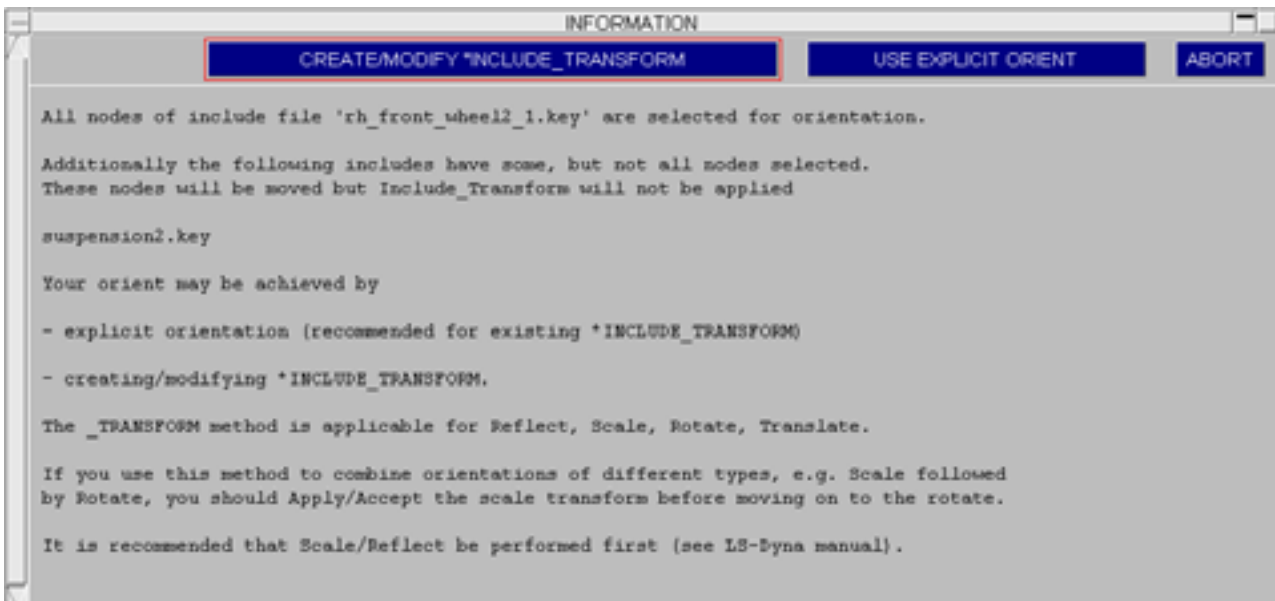 INFORMATION
CREATE/MODIFY *INCLUDE_TRANSFORM USE EXPLICIT ORIENT ABORT
All nodes of include file 'rh_front_wheel2_1.key' are selected for orientation.
Additionally the following includes have some, but not all nodes selected.
These nodes will be moved but Include_Transform will not be applied
suspension2.key
Your orient may be achieved by
- explicit orientation (recommended for existing *INCLUDE_TRANSFORM)
- creating/modifying *INCLUDE_TRANSFORM.
The _TRANSFORM method is applicable for Reflect, Scale, Rotate, Translate.
If you use this method to combine orientations of different types, e.g. Scale followed
by Rotate, you should Apply/Accept the scale transform before moving on to the rotate.
It is recommended that Scale/Reflect be performed first (see LS-Dyna manual).